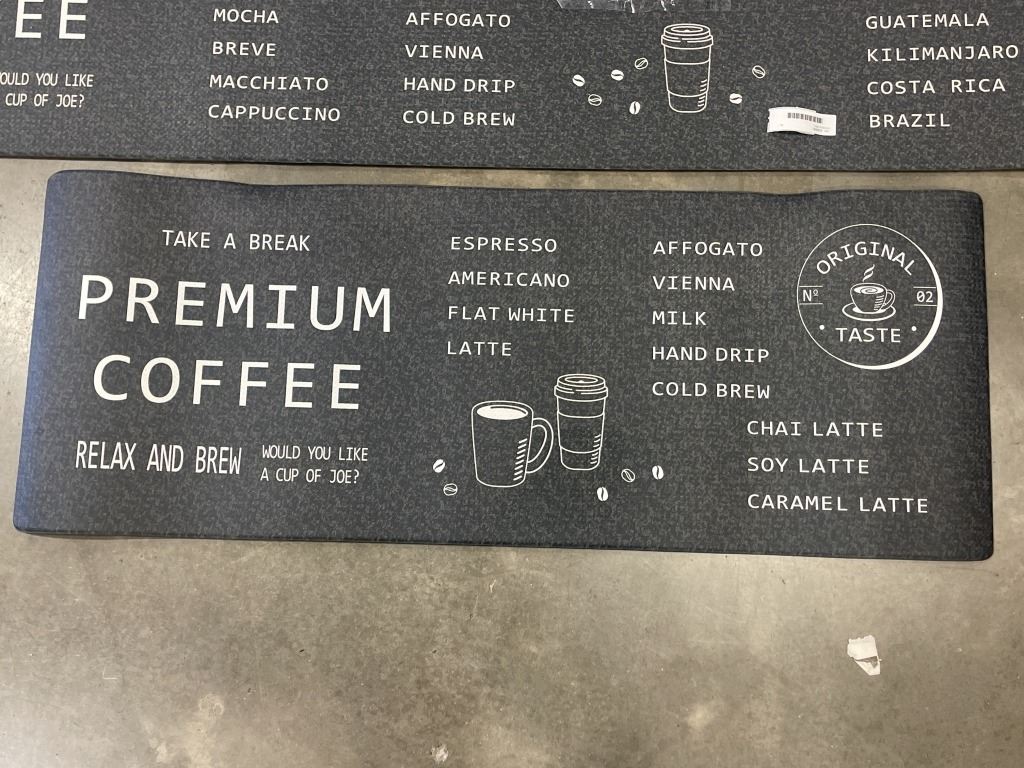 EE
OULD YOU LIKE
CUP OF JOE?
MOCHA
BREVE
MACCHIATO
CAPPUCCINO
AFFOGATO
VIENNA
HAND DRIP
COLD BREW
GUATEMALA
KILIMANJARO
COSTA RICA
BRAZIL
TAKE A BREAK
PREMIUM
COFFEE
RELAX AND BREW
WOULD YOU LIKE
A CUP OF JOE?
ESPRESSO
AMERICANO
FLAT WHITE
LATTE
AFFOGATO
VIENNA
MILK
HAND DRIP
COLD BREW
CHAI LATTE
SOY LATTE
CARAMEL LATTE
ORIGINAL
Nº 02
• TASTE •